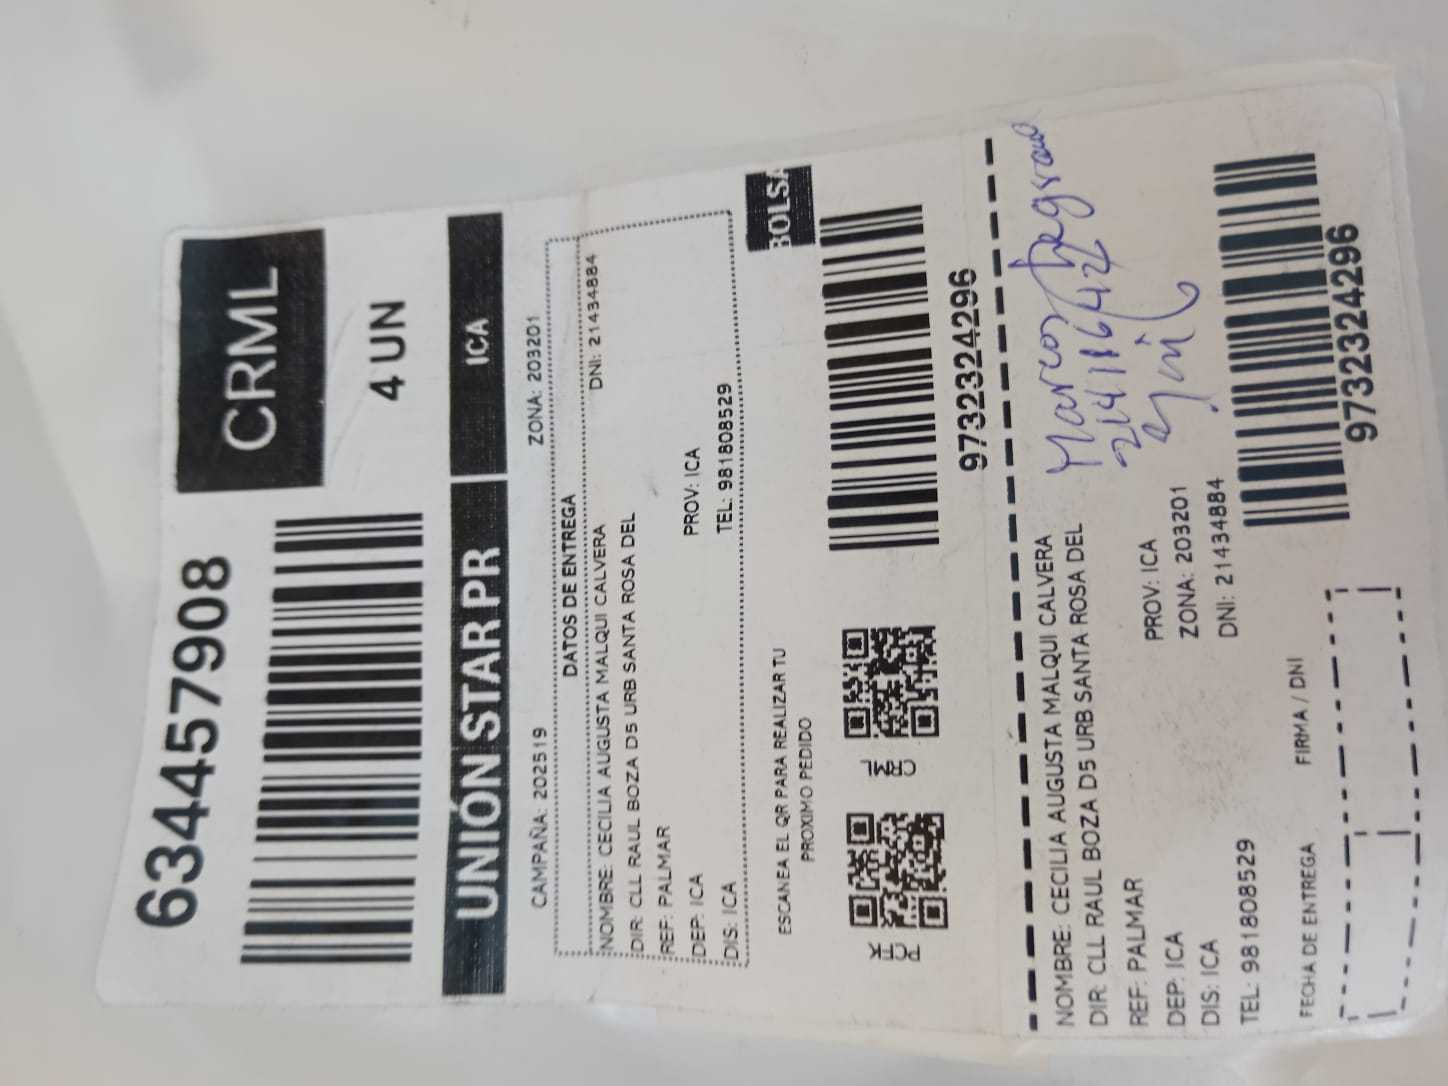 634457908
CRML
4 UN
UNIÓN STAR PR
ICA
CAMPAÑA: 202519 ZONA: 203201
DATOS DE ENTREGA
NOMBRE: CECILIA AUGUSTA MALQUI CALVERA DNI: 21434884
DIR: CLL RAUL BOZA D5 URB SANTA ROSA DEL
REF: PALMAR
DEP: ICA PROV: ICA
DIS: ICA TEL: 981808529
BOLSA
ESCANEA EL QR PARA REALIZAR TU
PROXIMO PEDIDO
9732324296
NOMBRE: CECILIA AUGUSTA MALQUI CALVERA
DIR: CLL RAUL BOZA D5 URB SANTA ROSA DEL
REF: PALMAR
DEP: ICA PROV: ICA
DIS: ICA ZONA: 203201
TEL: 981808529 DNI: 21434884
Marcos
FECHA DE ENTREGA FIRMA / DNI
9732324296